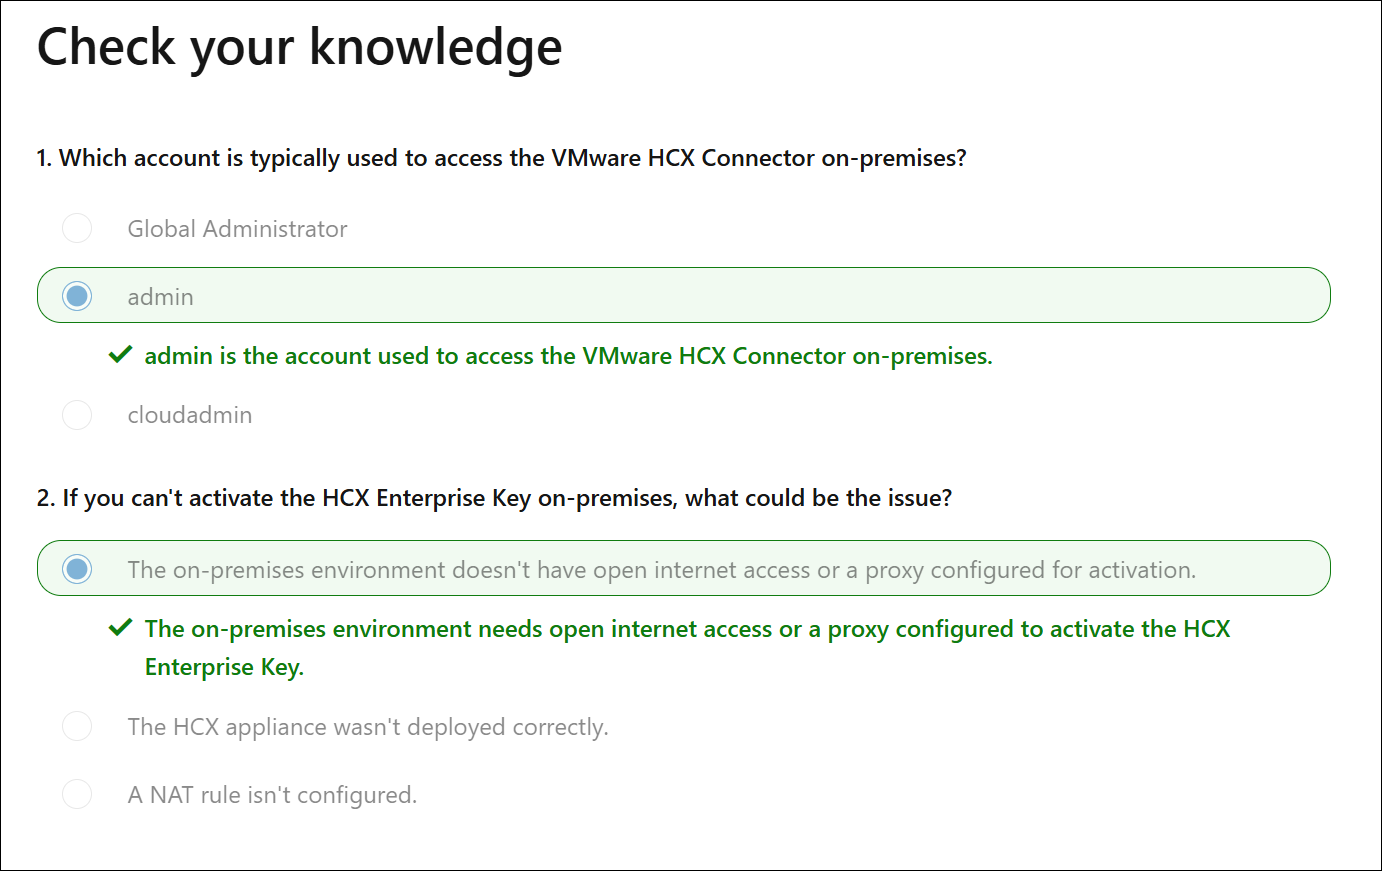 Check your knowledge
1. Which account is typically used to access the VMware HCX Connector on-premises?
Global Administrator
admin
admin is the account used to access the VMware HCX Connector on-premises.
cloudadmin
2. If you can't activate the HCX Enterprise Key on-premises, what could be the issue?
The on-premises environment doesn't have open internet access or a proxy configured for activation.
The on-premises environment needs open internet access or a proxy configured to activate the HCX
Enterprise Key.
The HCX appliance wasn't deployed correctly.
A NAT rule isn't configured.